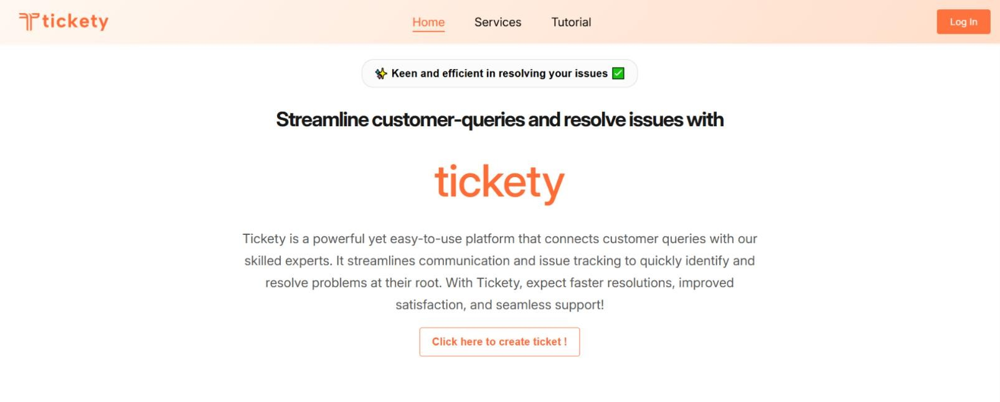 tickety
Home Services Tutorial
Log In
✨ Keen and efficient in resolving your issues ✅
Streamline customer-queries and resolve issues with
tickety
Tickety is a powerful yet easy-to-use platform that connects customer queries with our
skilled experts. It streamlines communication and issue tracking to quickly identify and
resolve problems at their root. With Tickety, expect faster resolutions, improved
satisfaction, and seamless support!
Click here to create ticket !